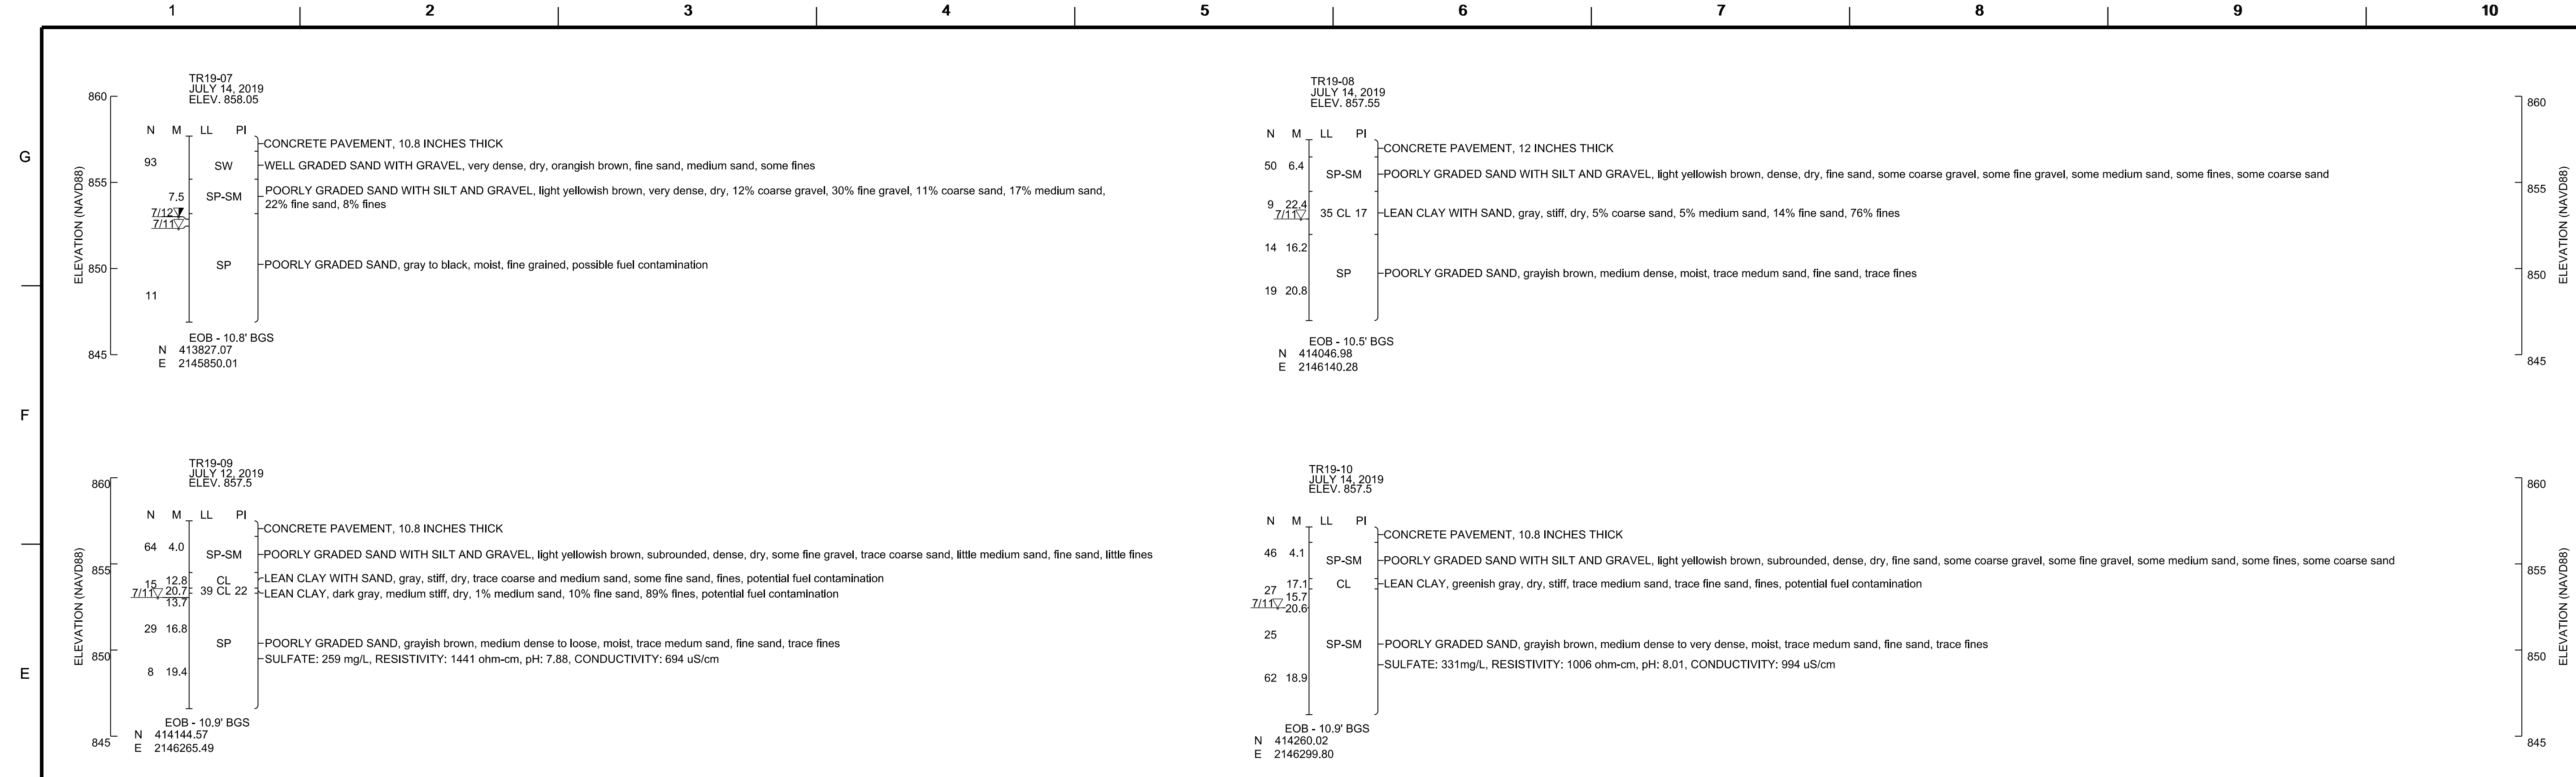 1 2 3 4 5 6 7 8 9 10
G
F
E
TR19-07
JULY 14, 2019
ELEV. 858.05
860
855
850
845
ELEVATION (NAVD88)
N M LL PI
CONCRETE PAVEMENT, 10.8 INCHES THICK
93 SW WELL GRADED SAND WITH GRAVEL, very dense, dry, orangish brown, fine sand, medium sand, some fines
7.5 SP-SM POORLY GRADED SAND WITH SILT AND GRAVEL, light yellowish brown, very dense, dry, 12% coarse gravel, 30% fine gravel, 11% coarse sand, 17% medium sand,
22% fine sand, 8% fines
7/12
7/11
SP POORLY GRADED SAND, gray to black, moist, fine grained, possible fuel contamination
11
EOB - 10.8' BGS
N 413827.07
E 2145850.01
TR19-08
JULY 14, 2019
ELEV. 857.55
N M LL PI
CONCRETE PAVEMENT, 12 INCHES THICK
50 6.4
SP-SM POORLY GRADED SAND WITH SILT AND GRAVEL, light yellowish brown, dense, dry, fine sand, some coarse gravel, some fine gravel, some medium sand, some fines, some coarse sand
9 22.4
7/11 35 CL 17 LEAN CLAY WITH SAND, gray, stiff, dry, 5% coarse sand, 5% medium sand, 14% fine sand, 76% fines
14 16.2
SP POORLY GRADED SAND, grayish brown, medium dense, moist, trace medum sand, fine sand, trace fines
19 20.8
EOB - 10.5' BGS
N 414046.98
E 2146140.28
860
855
850
845
ELEVATION (NAVD88)
TR19-09
JULY 12, 2019
ELEV. 857.5
860
855
850
845
ELEVATION (NAVD88)
N M LL PI
CONCRETE PAVEMENT, 10.8 INCHES THICK
64 4.0
SP-SM POORLY GRADED SAND WITH SILT AND GRAVEL, light yellowish brown, subrounded, dense, dry, some fine gravel, trace coarse sand, little medium sand, fine sand, little fines
15 12.8 CL LEAN CLAY WITH SAND, gray, stiff, dry, trace coarse and medium sand, some fine sand, fines, potential fuel contamination
7/11 20.7 39 CL 22 LEAN CLAY, dark gray, medium stiff, dry, 1% medium sand, 10% fine sand, 89% fines, potential fuel contamination
13.7
29 16.8
SP POORLY GRADED SAND, grayish brown, medium dense to loose, moist, trace medum sand, fine sand, trace fines
SULFATE: 259 mg/L, RESISTIVITY: 1441 ohm-cm, pH: 7.88, CONDUCTIVITY: 694 uS/cm
8 19.4
EOB - 10.9' BGS
N 414144.57
E 2146265.49
TR19-10
JULY 14, 2019
ELEV. 857.5
N M LL PI
CONCRETE PAVEMENT, 10.8 INCHES THICK
46 4.1
SP-SM POORLY GRADED SAND WITH SILT AND GRAVEL, light yellowish brown, subrounded, dense, dry, fine sand, some coarse gravel, some fine gravel, some medium sand, some fines, some coarse sand
17.1 CL LEAN CLAY, greenish gray, dry, stiff, trace medium sand, trace fine sand, fines, potential fuel contamination
27
15.7
7/11 20.6
25
SP-SM POORLY GRADED SAND, grayish brown, medium dense to very dense, moist, trace medum sand, fine sand, trace fines
SULFATE: 331mg/L, RESISTIVITY: 1006 ohm-cm, pH: 8.01, CONDUCTIVITY: 994 uS/cm
62 18.9
EOB - 10.9' BGS
N 414260.02
E 2146299.80
860
855
850
845
ELEVATION (NAVD88)